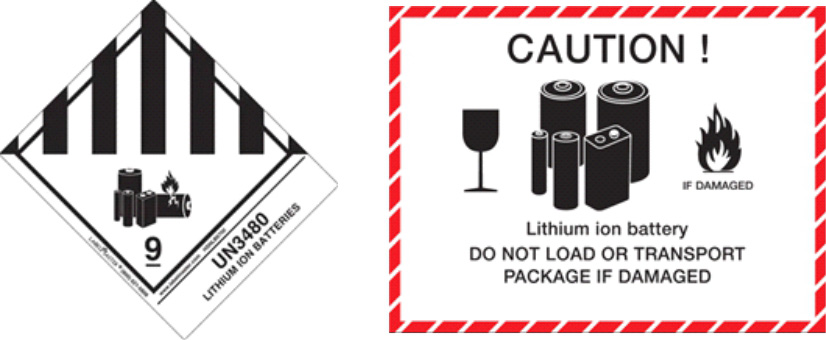 9
UN3480
LITHIUM ION BATTERIES
CAUTION !
IF DAMAGED
Lithium ion battery
DO NOT LOAD OR TRANSPORT
PACKAGE IF DAMAGED